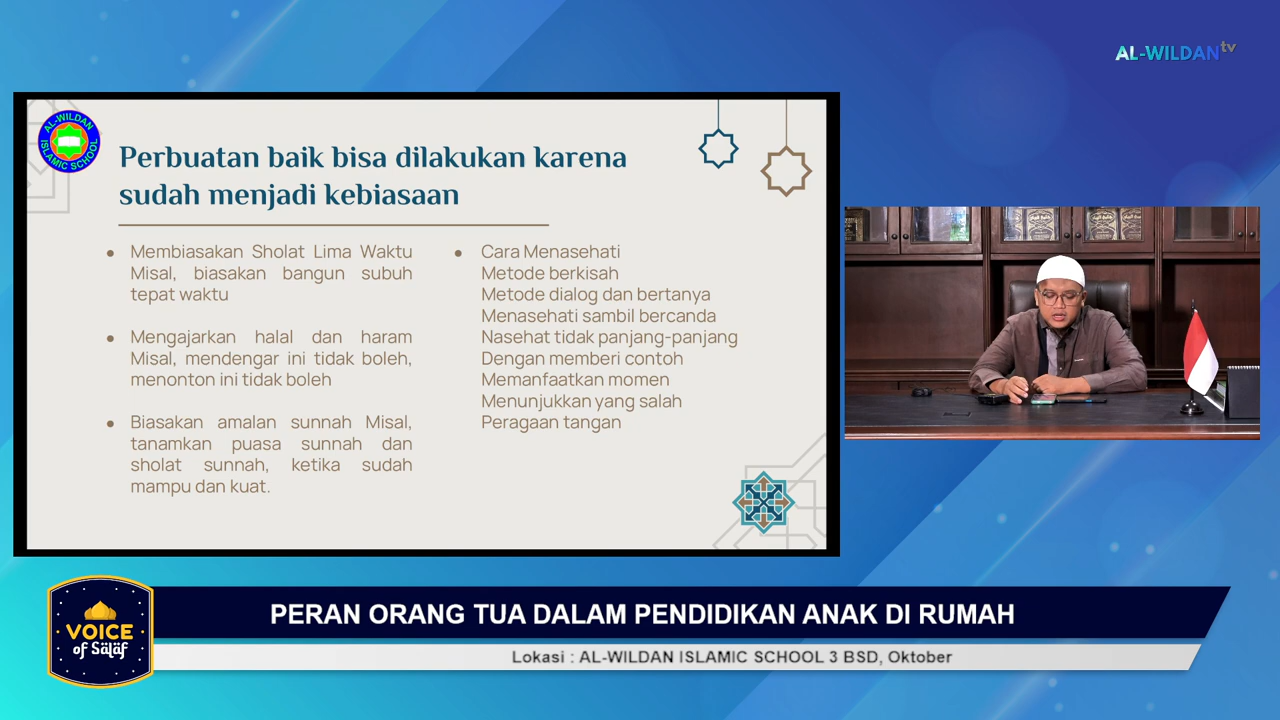 AL-WILDAN tv
AL-WILDAN
ISLAMIC SCHOOL
Perbuatan baik bisa dilakukan karena
sudah menjadi kebiasaan
• Membiasakan Sholat Lima Waktu
Misal, biasakan bangun subuh
tepat waktu
• Mengajarkan halal dan haram
Misal, mendengar ini tidak boleh,
menonton ini tidak boleh
• Biasakan amalan sunnah Misal,
tanamkan puasa sunnah dan
sholat sunnah, ketika sudah
mampu dan kuat.
• Cara Menasehati
Metode berkisah
Metode dialog dan bertanya
Menasehati sambil bercanda
Nasehat tidak panjang-panjang
Dengan memberi contoh
Memanfaatkan momen
Menunjukkan yang salah
Peragaan tangan
VOICE
of Säläf
PERAN ORANG TUA DALAM PENDIDIKAN ANAK DI RUMAH
Lokasi : AL-WILDAN ISLAMIC SCHOOL 3 BSD, Oktober